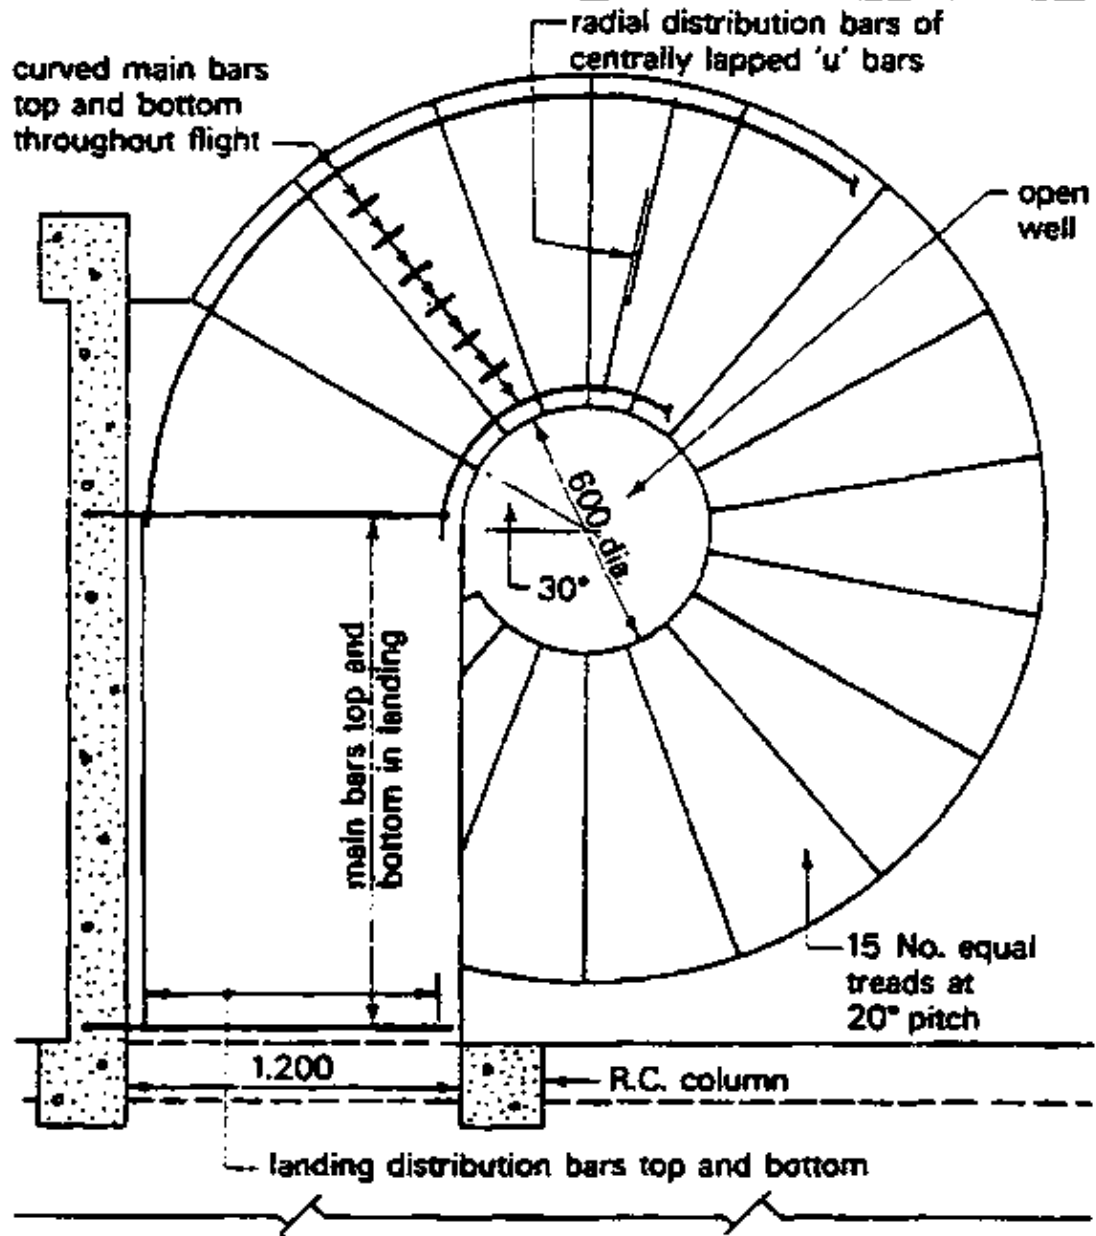 radial distribution bars of
centrally lapped 'u' bars
curved main bars
top and bottom
throughout flight
open
well
600 dia.
30°
main bars top and
bottom in landing
15 No. equal
treads at
20° pitch
1.200
R.C. column
landing distribution bars top and bottom